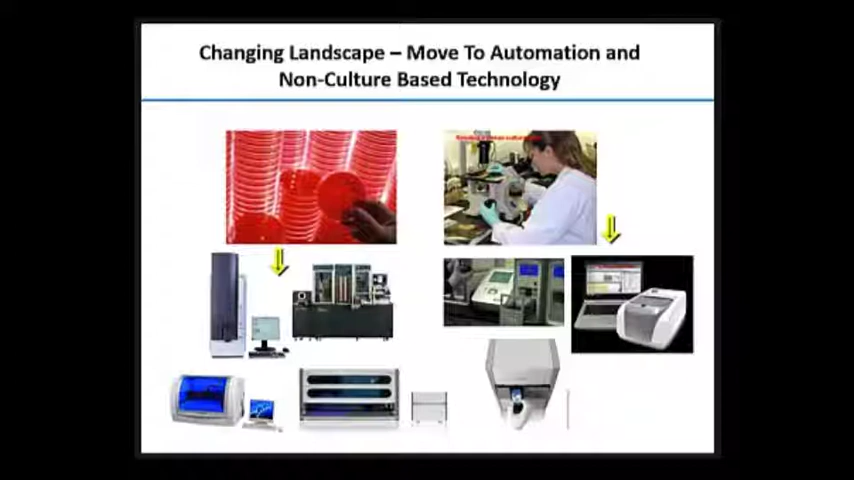 Changing Landscape – Move To Automation and
Non-Culture Based Technology